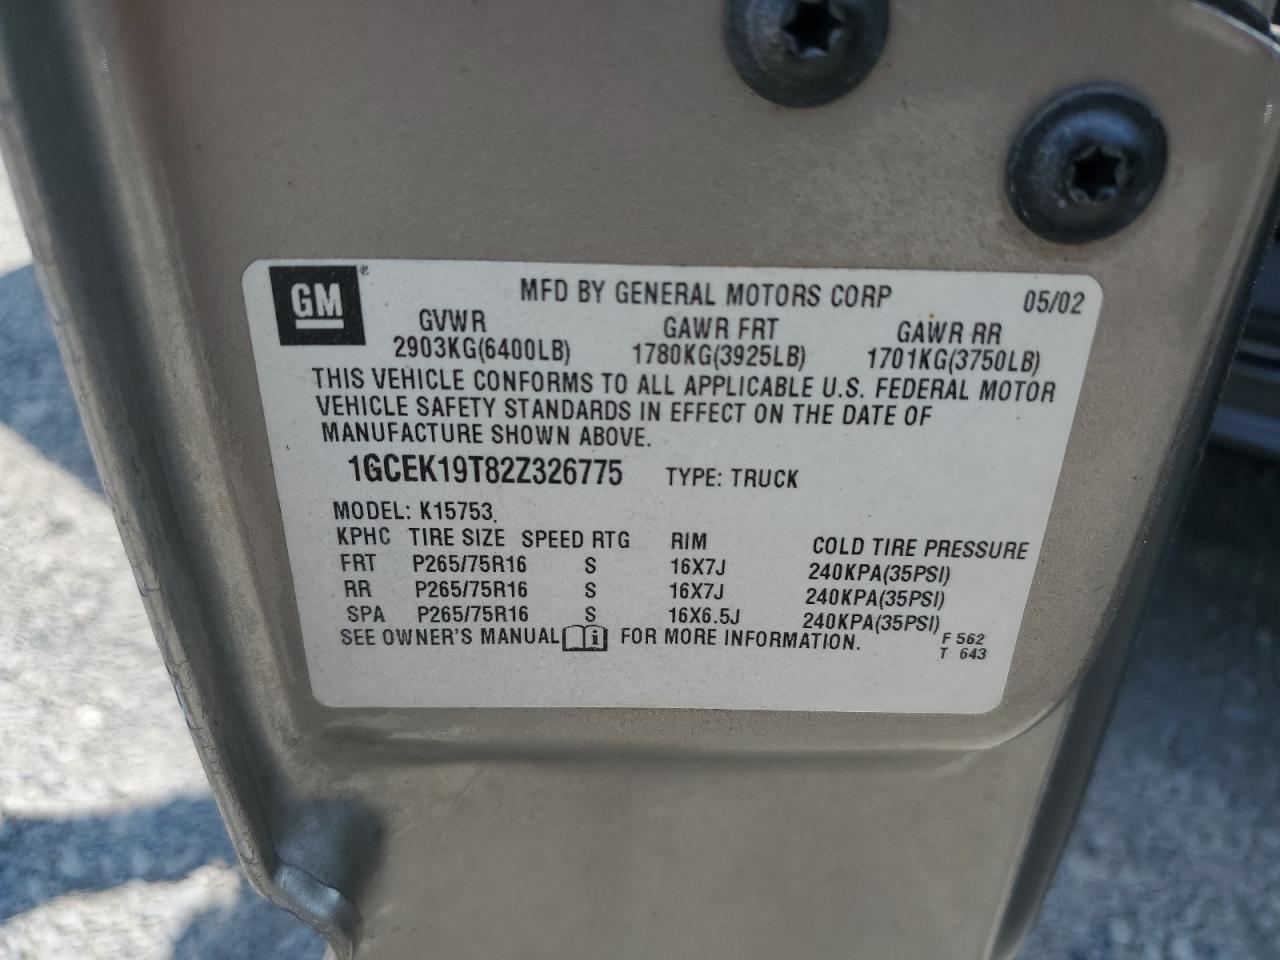 GM® MFD BY GENERAL MOTORS CORP 05/02
GVWR GAWR FRT GAWR RR
2903KG(6400LB) 1780KG(3925LB) 1701KG(3750LB)
THIS VEHICLE CONFORMS TO ALL APPLICABLE U.S. FEDERAL MOTOR
VEHICLE SAFETY STANDARDS IN EFFECT ON THE DATE OF
MANUFACTURE SHOWN ABOVE.
1GCEK19T82Z326775 TYPE: TRUCK
MODEL: K15753
KPHC TIRE SIZE SPEED RTG RIM COLD TIRE PRESSURE
FRT P265/75R16 S 16X7J 240KPA(35PSI)
RR P265/75R16 S 16X7J 240KPA(35PSI)
SPA P265/75R16 S 16X6.5J 240KPA(35PSI)
SEE OWNER'S MANUAL i FOR MORE INFORMATION. F 562
T 643